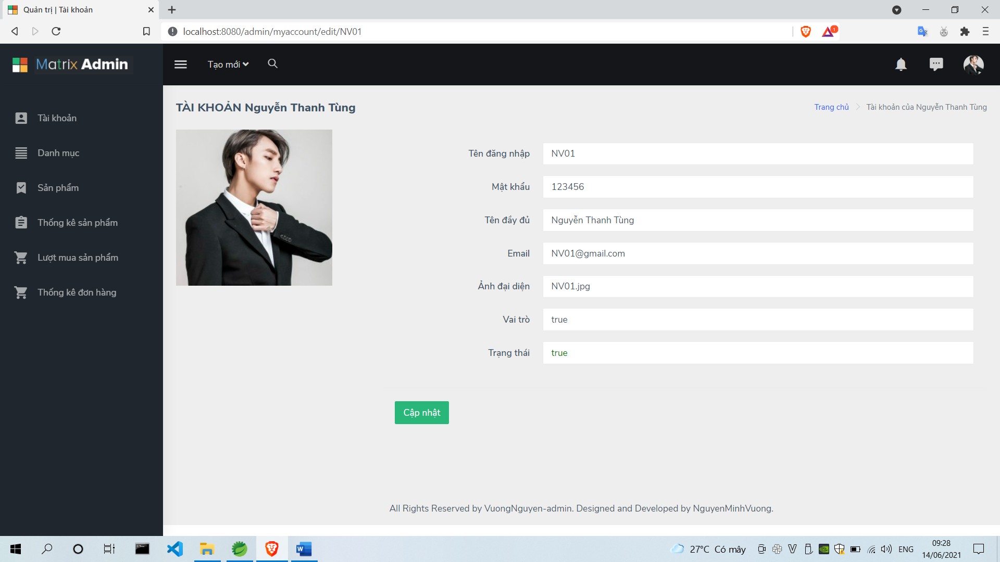 Quản trị | Tài khoản
localhost:8080/admin/myaccount/edit/NV01
1
Matrix Admin
Tạo mới
Tài khoản
Danh mục
Sản phẩm
Thống kê sản phẩm
Lượt mua sản phẩm
Thống kê đơn hàng
TÀI KHOẢN Nguyễn Thanh Tùng
Trang chủ
Tài khoản của Nguyễn Thanh Tùng
Tên đăng nhập NV01
Mật khẩu 123456
Tên đầy đủ Nguyễn Thanh Tùng
Email NV01@gmail.com
Ảnh đại diện NV01.jpg
Vai trò true
Trạng thái true
Cập nhật
All Rights Reserved by VuongNguyen-admin. Designed and Developed by NguyenMinhVuong.
27°C Có mây
ENG
09:28
14/06/2021